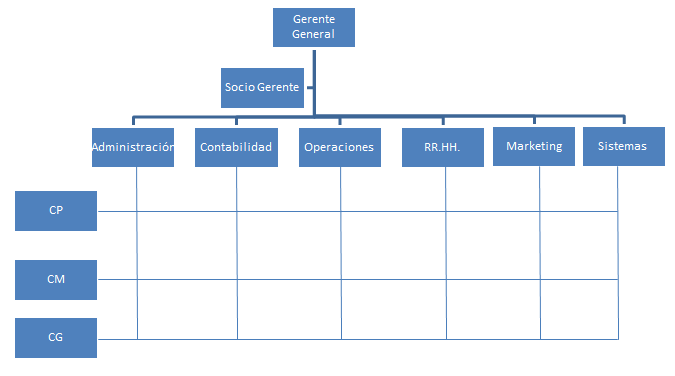 Gerente
General
Socio Gerente
Administración
Contabilidad
Operaciones
RR.HH.
Marketing
Sistemas
CP
CM
CG